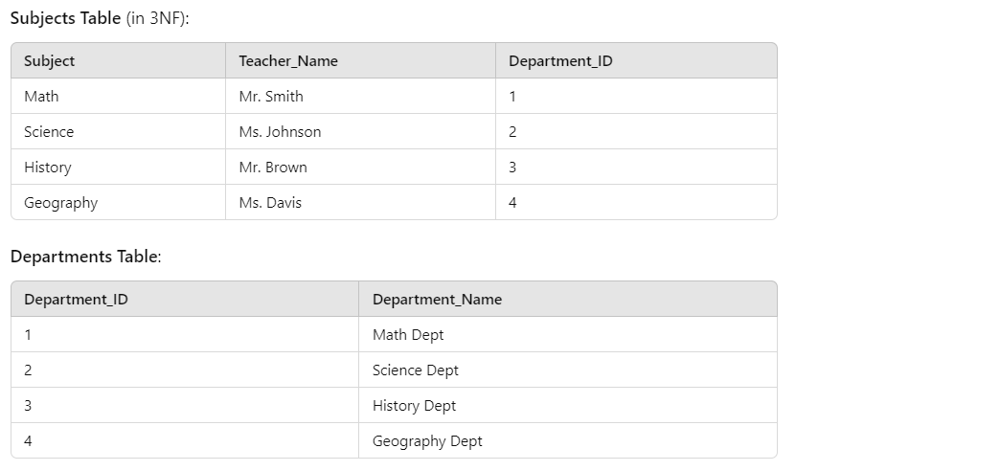 Subjects Table (in 3NF):
Subject Teacher_Name Department_ID
Math Mr. Smith 1
Science Ms. Johnson 2
History Mr. Brown 3
Geography Ms. Davis 4
Departments Table:
Department_ID Department_Name
1 Math Dept
2 Science Dept
3 History Dept
4 Geography Dept